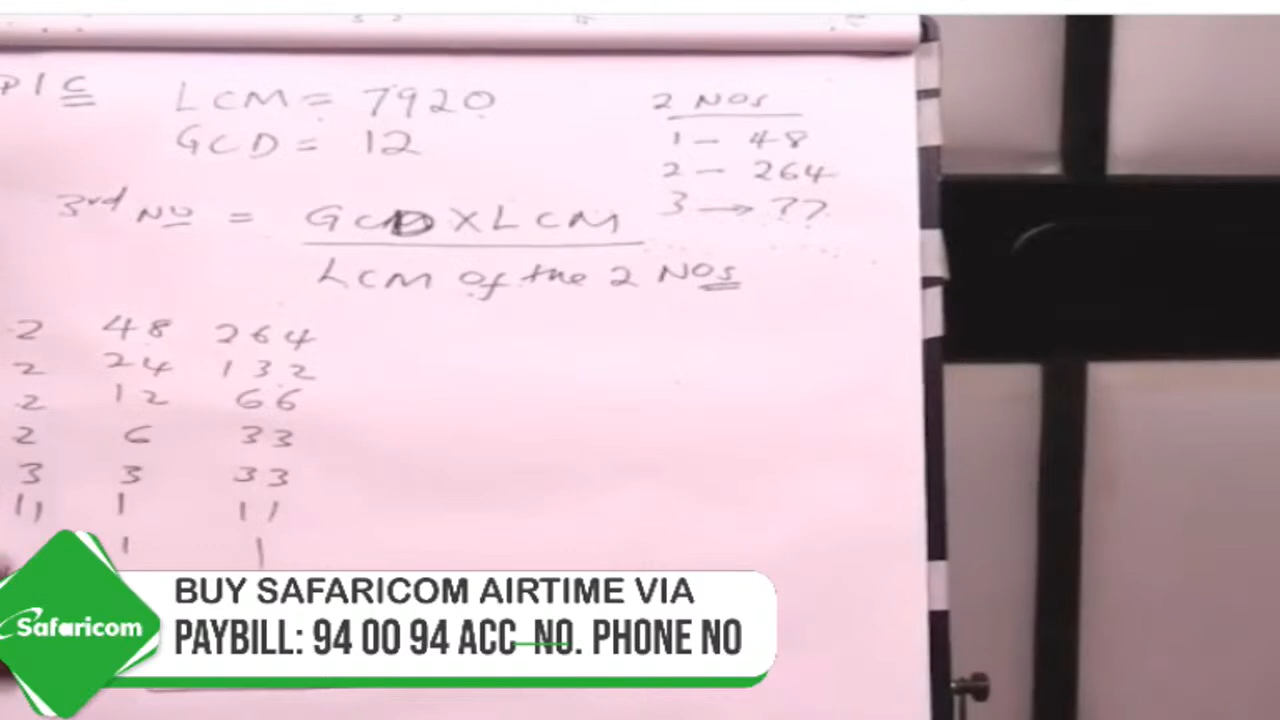 P1C LCM = 7920
GCD = 12
2 NOS
1 - 48
2 - 264
3 → ??
3rd NO = GCD X LCM
LCM of the 2 NOS
2 48 264
2 24 132
2 12 66
2 6 33
3 3 33
11 1 11
1 1
Safaricom
BUY SAFARICOM AIRTIME VIA
PAYBILL: 94 00 94 ACC NO. PHONE NO